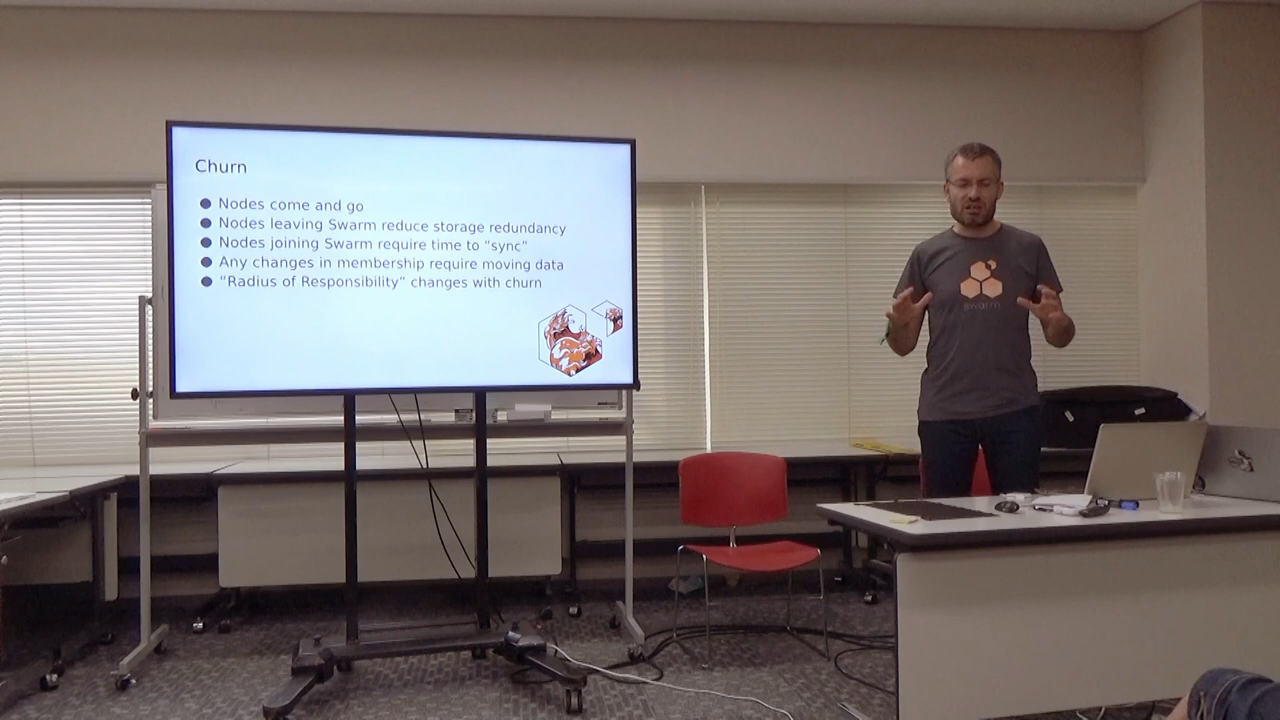 Churn
● Nodes come and go
● Nodes leaving Swarm reduce storage redundancy
● Nodes joining Swarm require time to “sync”
● Any changes in membership require moving data
● “Radius of Responsibility” changes with churn
swarm